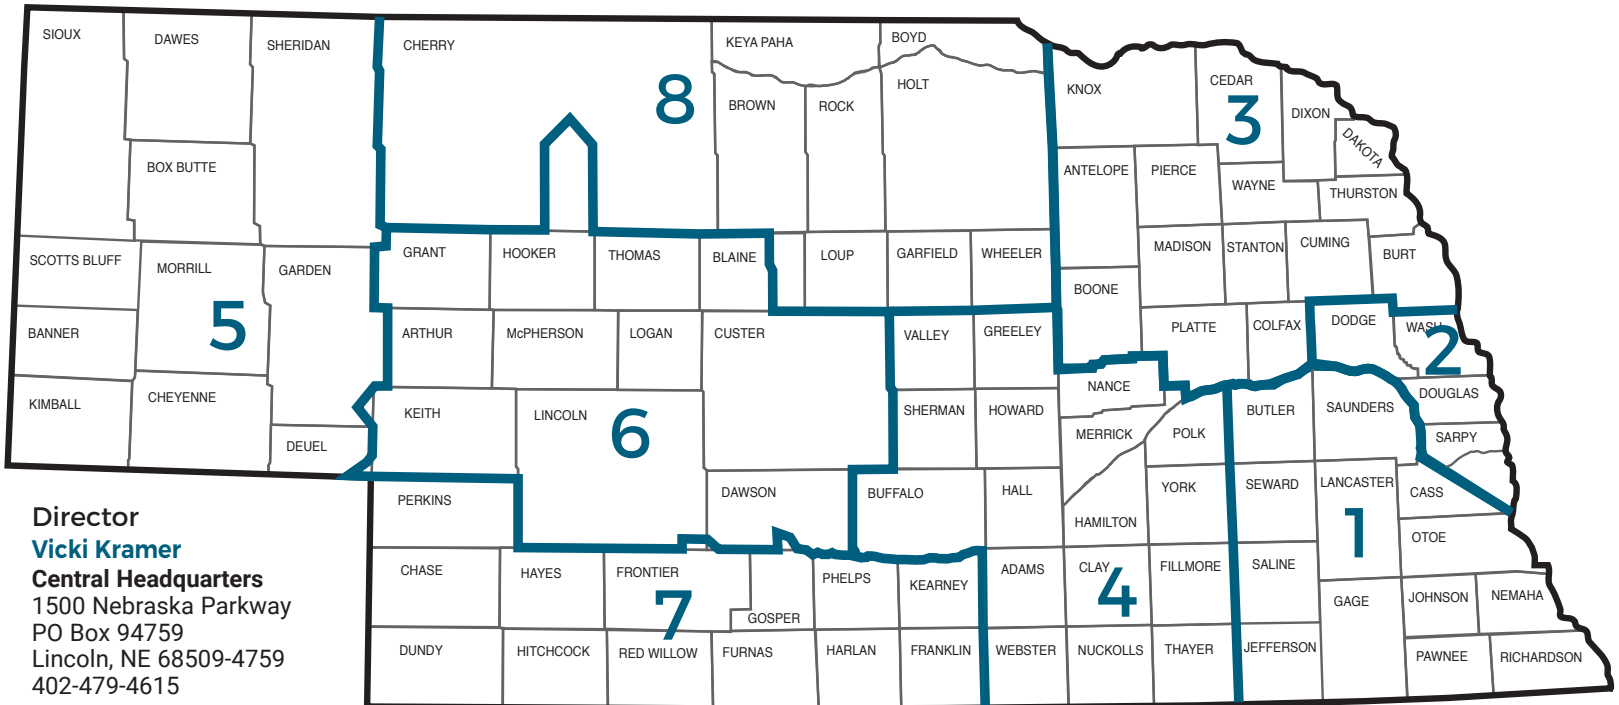 SIOUX
DAWES
SHERIDAN
CHERRY
KEYA PAHA
BOYD
8
BROWN
ROCK
HOLT
KNOX
CEDAR
3
DIXON
DAKOTA
BOX BUTTE
ANTELOPE
PIERCE
WAYNE
THURSTON
SCOTTS BLUFF
MORRILL
GARDEN
GRANT
HOOKER
THOMAS
BLAINE
LOUP
GARFIELD
WHEELER
MADISON
STANTON
CUMING
BURT
5
BOONE
BANNER
ARTHUR
McPHERSON
LOGAN
CUSTER
VALLEY
GREELEY
PLATTE
COLFAX
DODGE
WASH
2
KIMBALL
CHEYENNE
DEUEL
KEITH
LINCOLN
6
SHERMAN
HOWARD
NANCE
MERRICK
POLK
BUTLER
SAUNDERS
DOUGLAS
SARPY
PERKINS
DAWSON
BUFFALO
HALL
HAMILTON
YORK
SEWARD
LANCASTER
1
CASS
OTOE
CHASE
HAYES
FRONTIER
7
GOSPER
PHELPS
KEARNEY
ADAMS
CLAY
4
FILLMORE
SALINE
GAGE
JOHNSON
NEMAHA
DUNDY
HITCHCOCK
RED WILLOW
FURNAS
HARLAN
FRANKLIN
WEBSTER
NUCKOLLS
THAYER
JEFFERSON
PAWNEE
RICHARDSON
Director
Vicki Kramer
Central Headquarters
1500 Nebraska Parkway
PO Box 94759
Lincoln, NE 68509-4759
402-479-4615